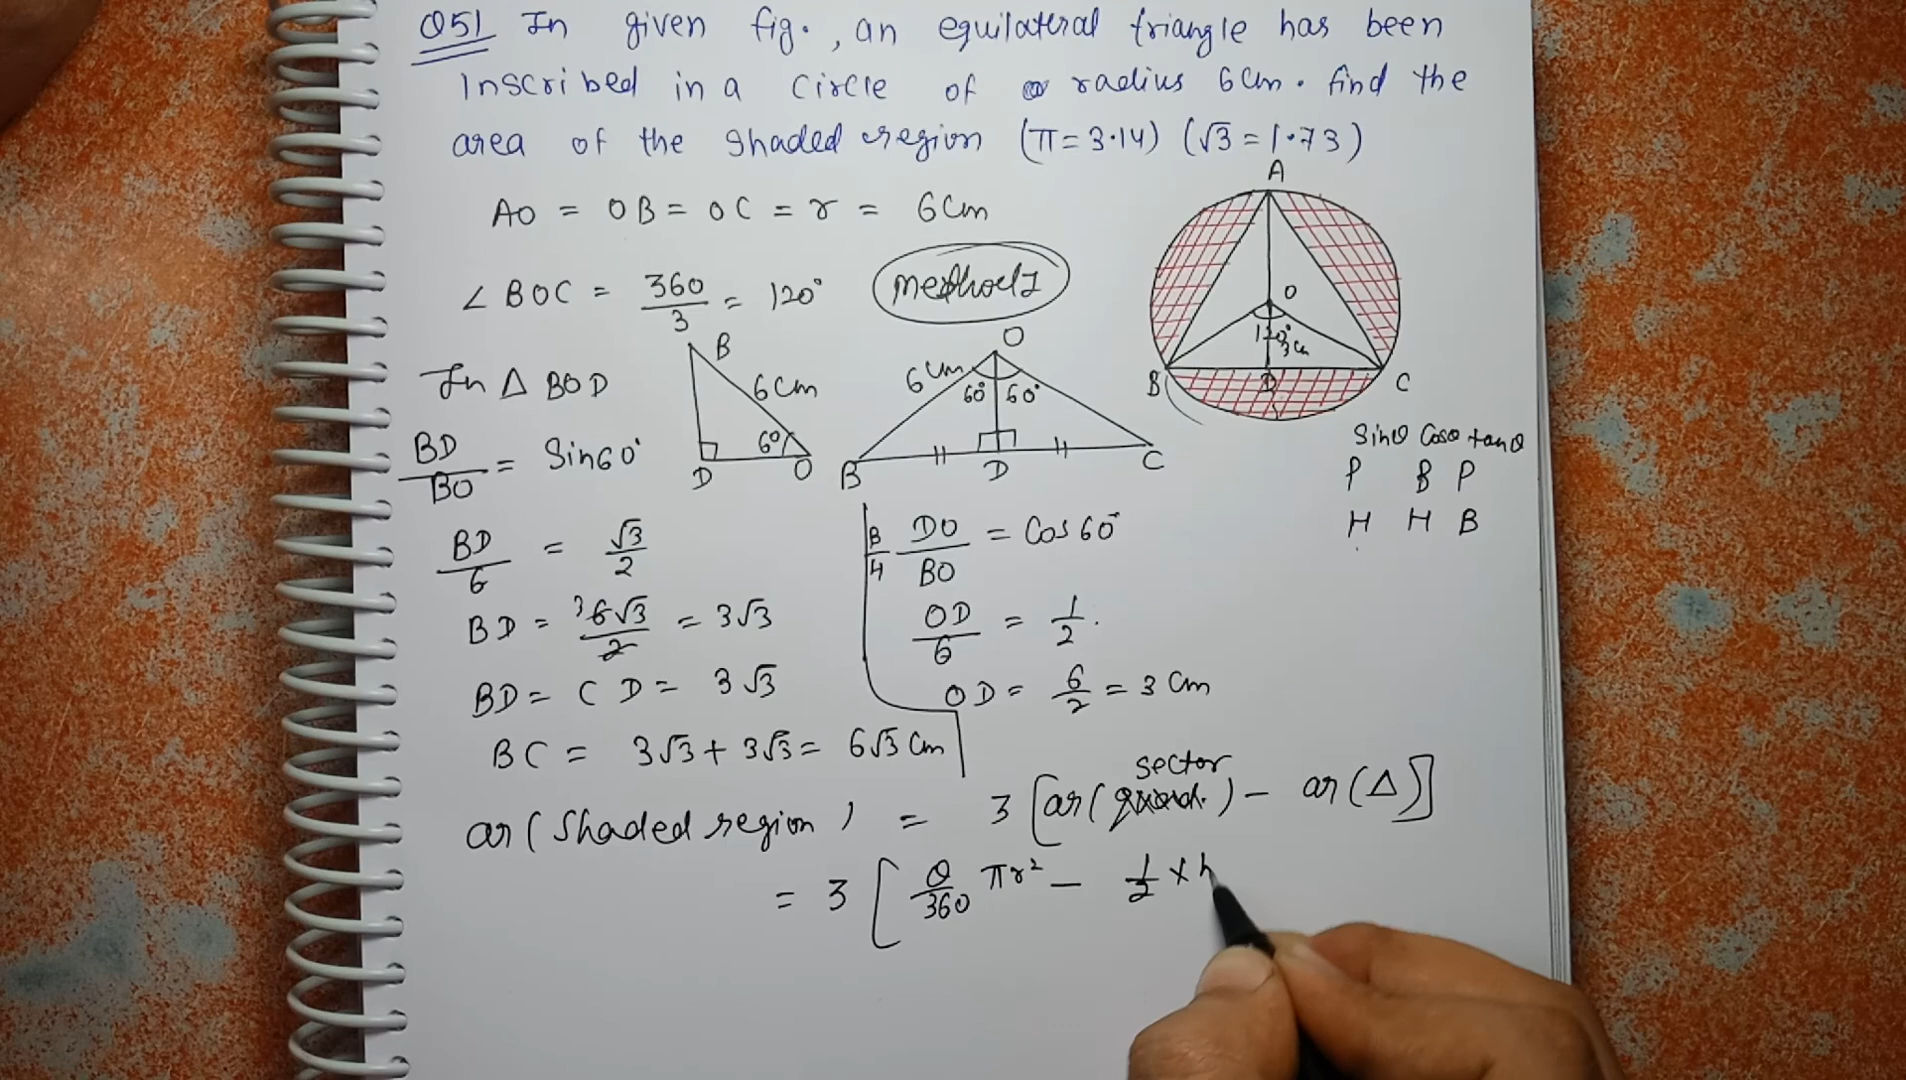 Q51 In given fig., an equilateral triangle has been
Inscribed in a Circle of radius 6Cm. find the
area of the shaded region (π=3.14) (√3=1.73)
AO = OB = OC = r = 6Cm
∠BOC = 360/3 = 120°
Method I
In Δ BOD
BD/BO = Sin60°
BD/6 = √3/2
BD = 6√3/2 = 3√3
3
BD = CD = 3√3
BC = 3√3 + 3√3 = 6√3 Cm
B
6Cm
60°
D
O
O
6Cm
60° 60°
B
D
C
A
O
120°
3Cm
B
D
C
Sinθ Cosθ tanθ
P B P
H H B
B/H DO/BO = Cos60°
OD/6 = 1/2.
OD = 6/2 = 3 Cm
sector
ar(Shaded region) = 3[ar(quad.) - ar(Δ)]
= 3[θ/360 πr² - 1/2 × h